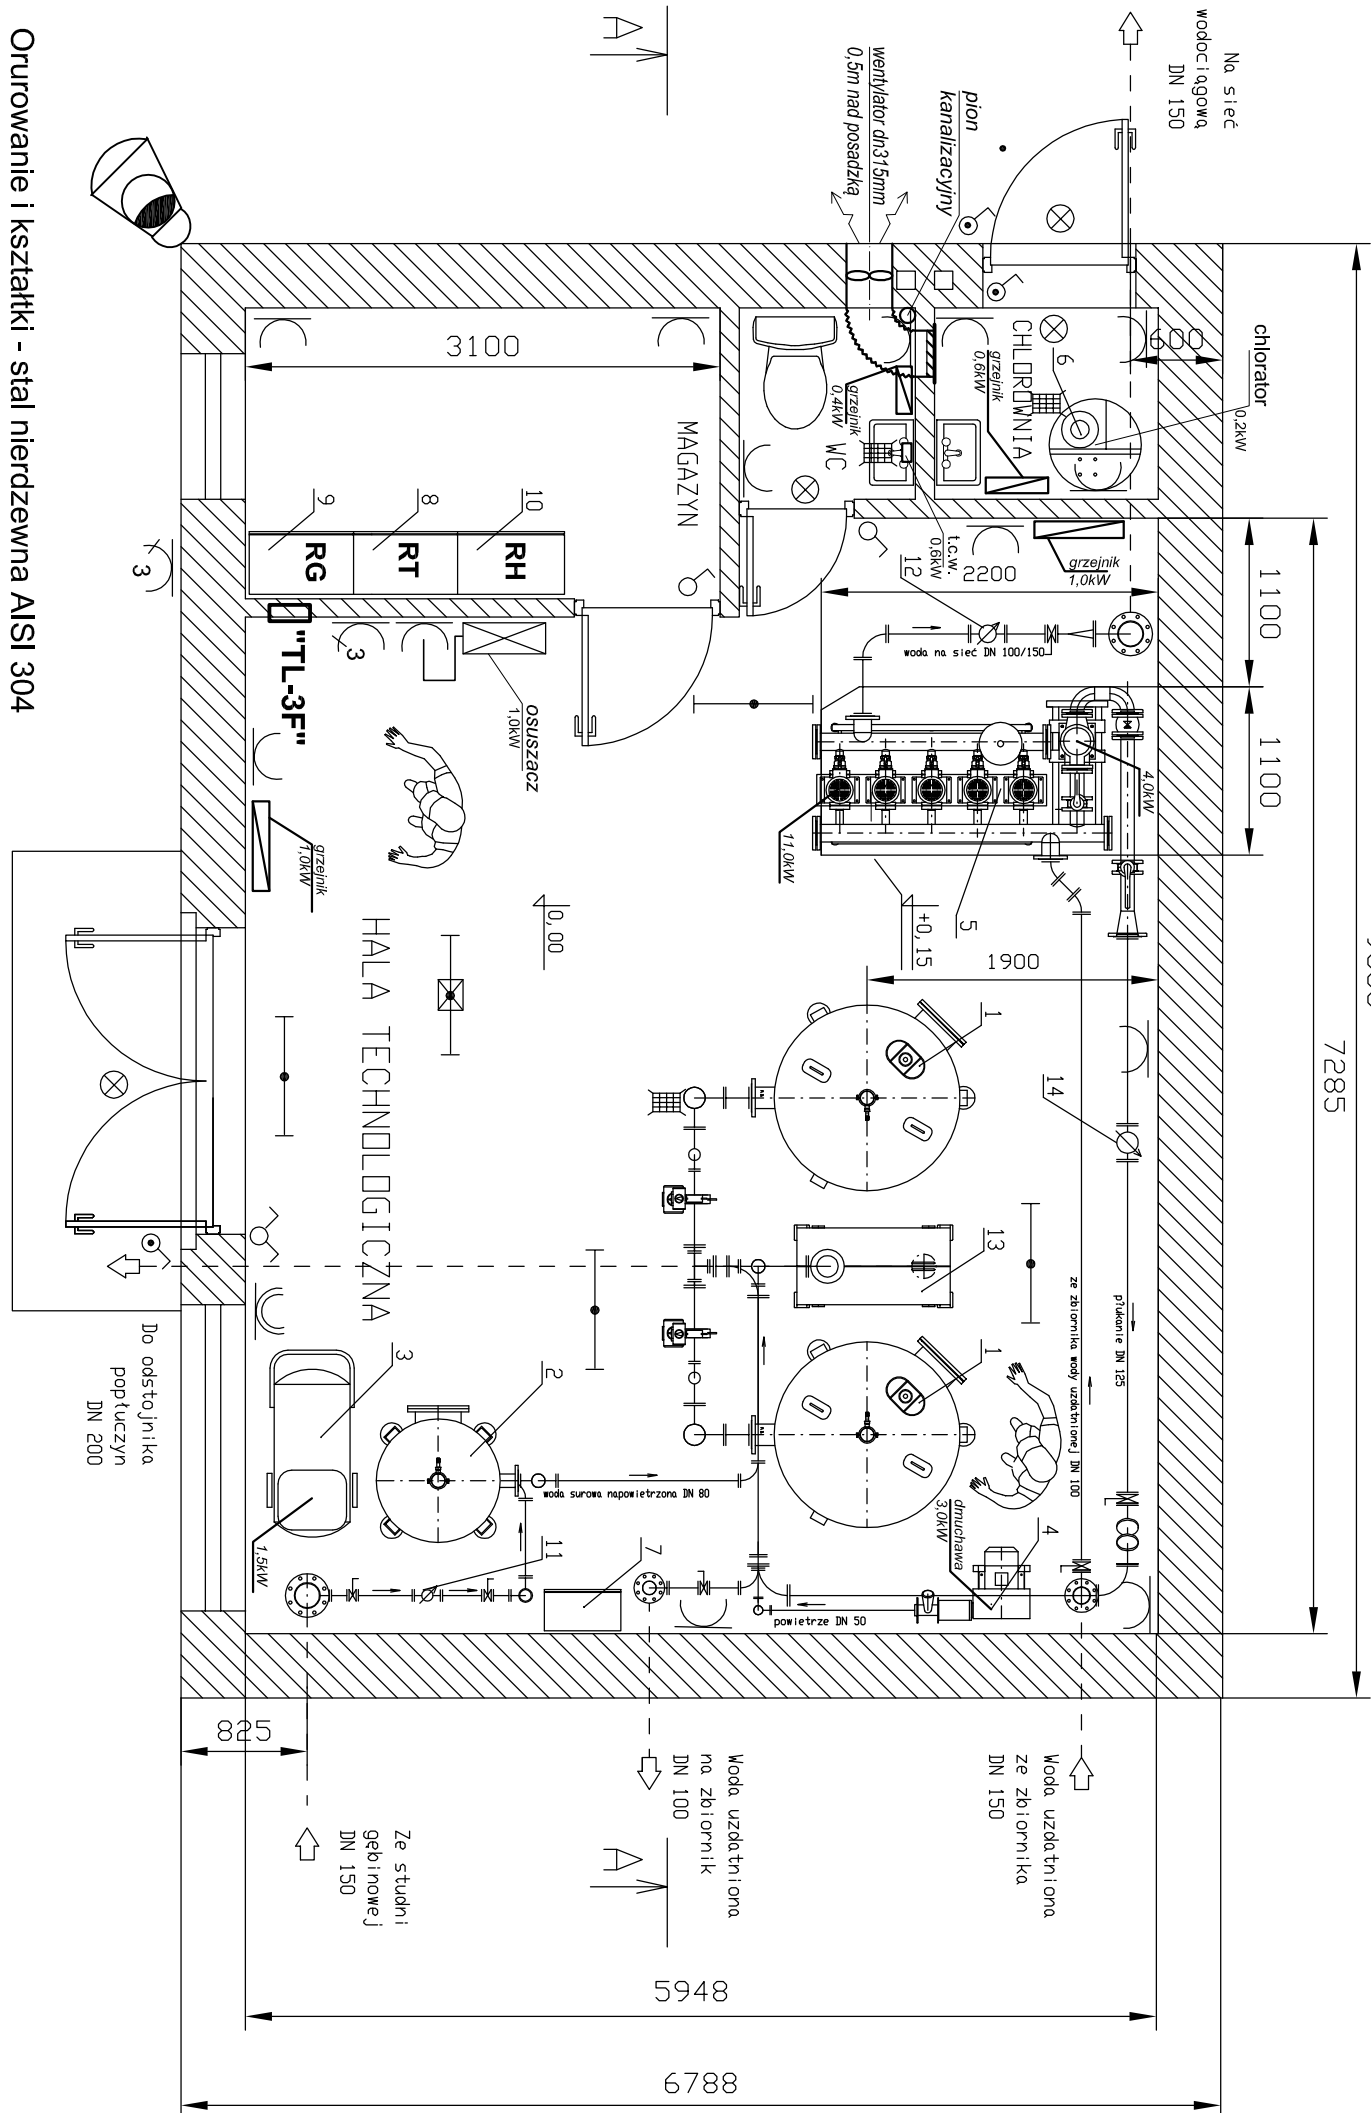 Na sieć
wodociągową
DN 150
A
wentylator dn315mm
0,5m nad posadzką
pion
kanalizacyjny
chlorator
0,2kW
600
6
CHLOROWNIA
grzejnik
0,6kW
grzejnik
0,4kW
WC
3100
MAGAZYN
10
8
9
RH
RT
RG
3
"TL-3F"
3
osuszacz
1,0kW
t.c.w.
0,6kW
12
2200
grzejnik
1,0kW
1100
1100
7285
woda na sieć DN 100/150
4,0kW
11,0kW
5
+0,15
0,00
grzejnik
1,0kW
HALA TECHNOLOGICZNA
1900
1
14
13
1
ze zbiornika wody uzdatnionej DN 100
płukanie DN 125
dmuchawa
3,0kW
4
powietrze DN 50
woda surowa napowietrzona DN 80
2
3
1,5kW
11
7
Do odstojnika
popłuczyn
DN 200
825
Ze studni
gębinowej
DN 150
Woda uzdatniona
na zbiornik
DN 100
Woda uzdatniona
ze zbiornika
DN 150
A
5948
6788
Orurowanie i kształtki - stal nierdzewna AISI 304